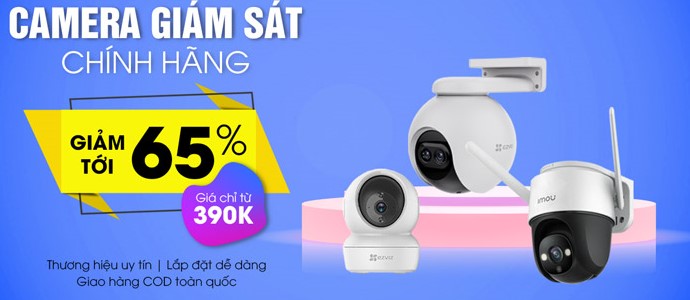 CAMERA GIÁM SÁT
CHÍNH HÃNG
GIẢM
TỚI
65%
Giá chỉ từ
390K
Thương hiệu uy tín | Lắp đặt dễ dàng
Giao hàng COD toàn quốc
EZVIZ
EZVIZ
imou